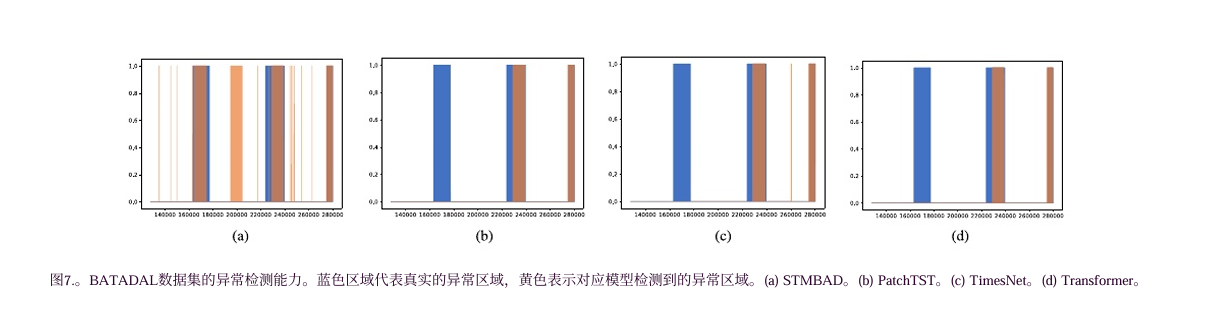 1.0 1.0 1.0 1.0
0.8 0.8 0.8 0.8
0.6 0.6 0.6 0.6
0.4 0.4 0.4 0.4
0.2 0.2 0.2 0.2
0.0 0.0 0.0 0.0
140000 160000 180000 200000 220000 240000 260000 280000 140000 160000 180000 200000 220000 240000 260000 280000 140000 160000 180000 200000 220000 240000 260000 280000 140000 160000 180000 200000 220000 240000 260000 280000
(a) (b) (c) (d)
图7.。BATADAL数据集的异常检测能力。蓝色区域代表真实的异常区域，黄色表示对应模型检测到的异常区域。(a) STMBAD。(b) PatchTST。(c) TimesNet。(d) Transformer。